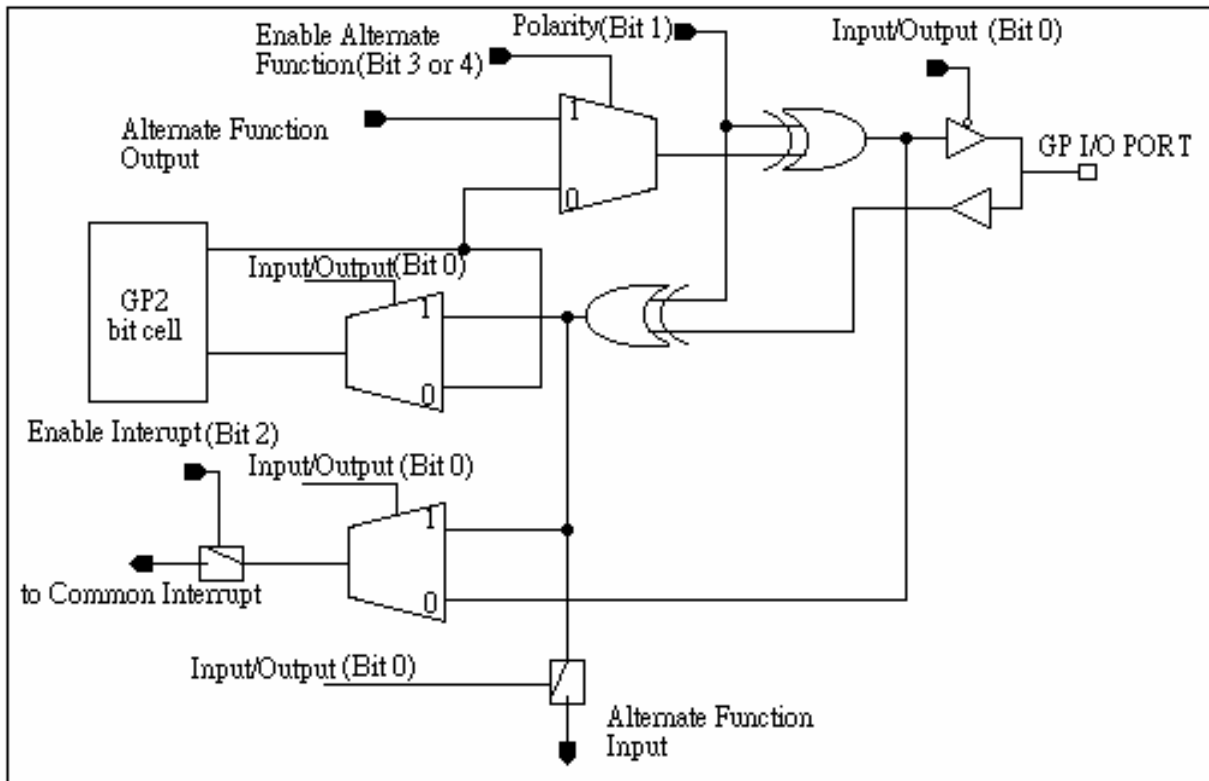 Enable Alternate
Function(Bit 3 or 4)
Polarity(Bit 1)
Input/Output (Bit 0)
Alternate Function
Output
1
0
GP I/O PORT
GP2
bit cell
Input/Output(Bit 0)
1
0
Enable Interupt(Bit 2)
Input/Output (Bit 0)
1
0
to Common Interrupt
Input/Output (Bit 0)
Alternate Function
Input